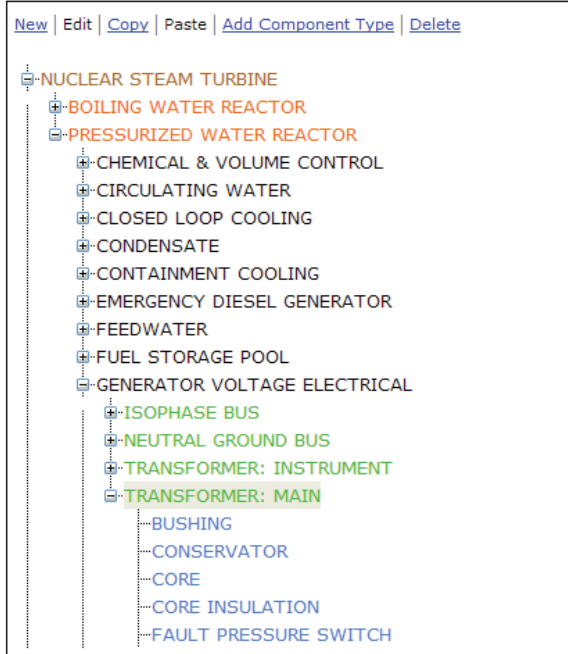 New | Edit | Copy | Paste | Add Component Type | Delete
NUCLEAR STEAM TURBINE
BOILING WATER REACTOR
PRESSURIZED WATER REACTOR
CHEMICAL & VOLUME CONTROL
CIRCULATING WATER
CLOSED LOOP COOLING
CONDENSATE
CONTAINMENT COOLING
EMERGENCY DIESEL GENERATOR
FEEDWATER
FUEL STORAGE POOL
GENERATOR VOLTAGE ELECTRICAL
ISOPHASE BUS
NEUTRAL GROUND BUS
TRANSFORMER: INSTRUMENT
TRANSFORMER: MAIN
BUSHING
CONSERVATOR
CORE
CORE INSULATION
FAULT PRESSURE SWITCH